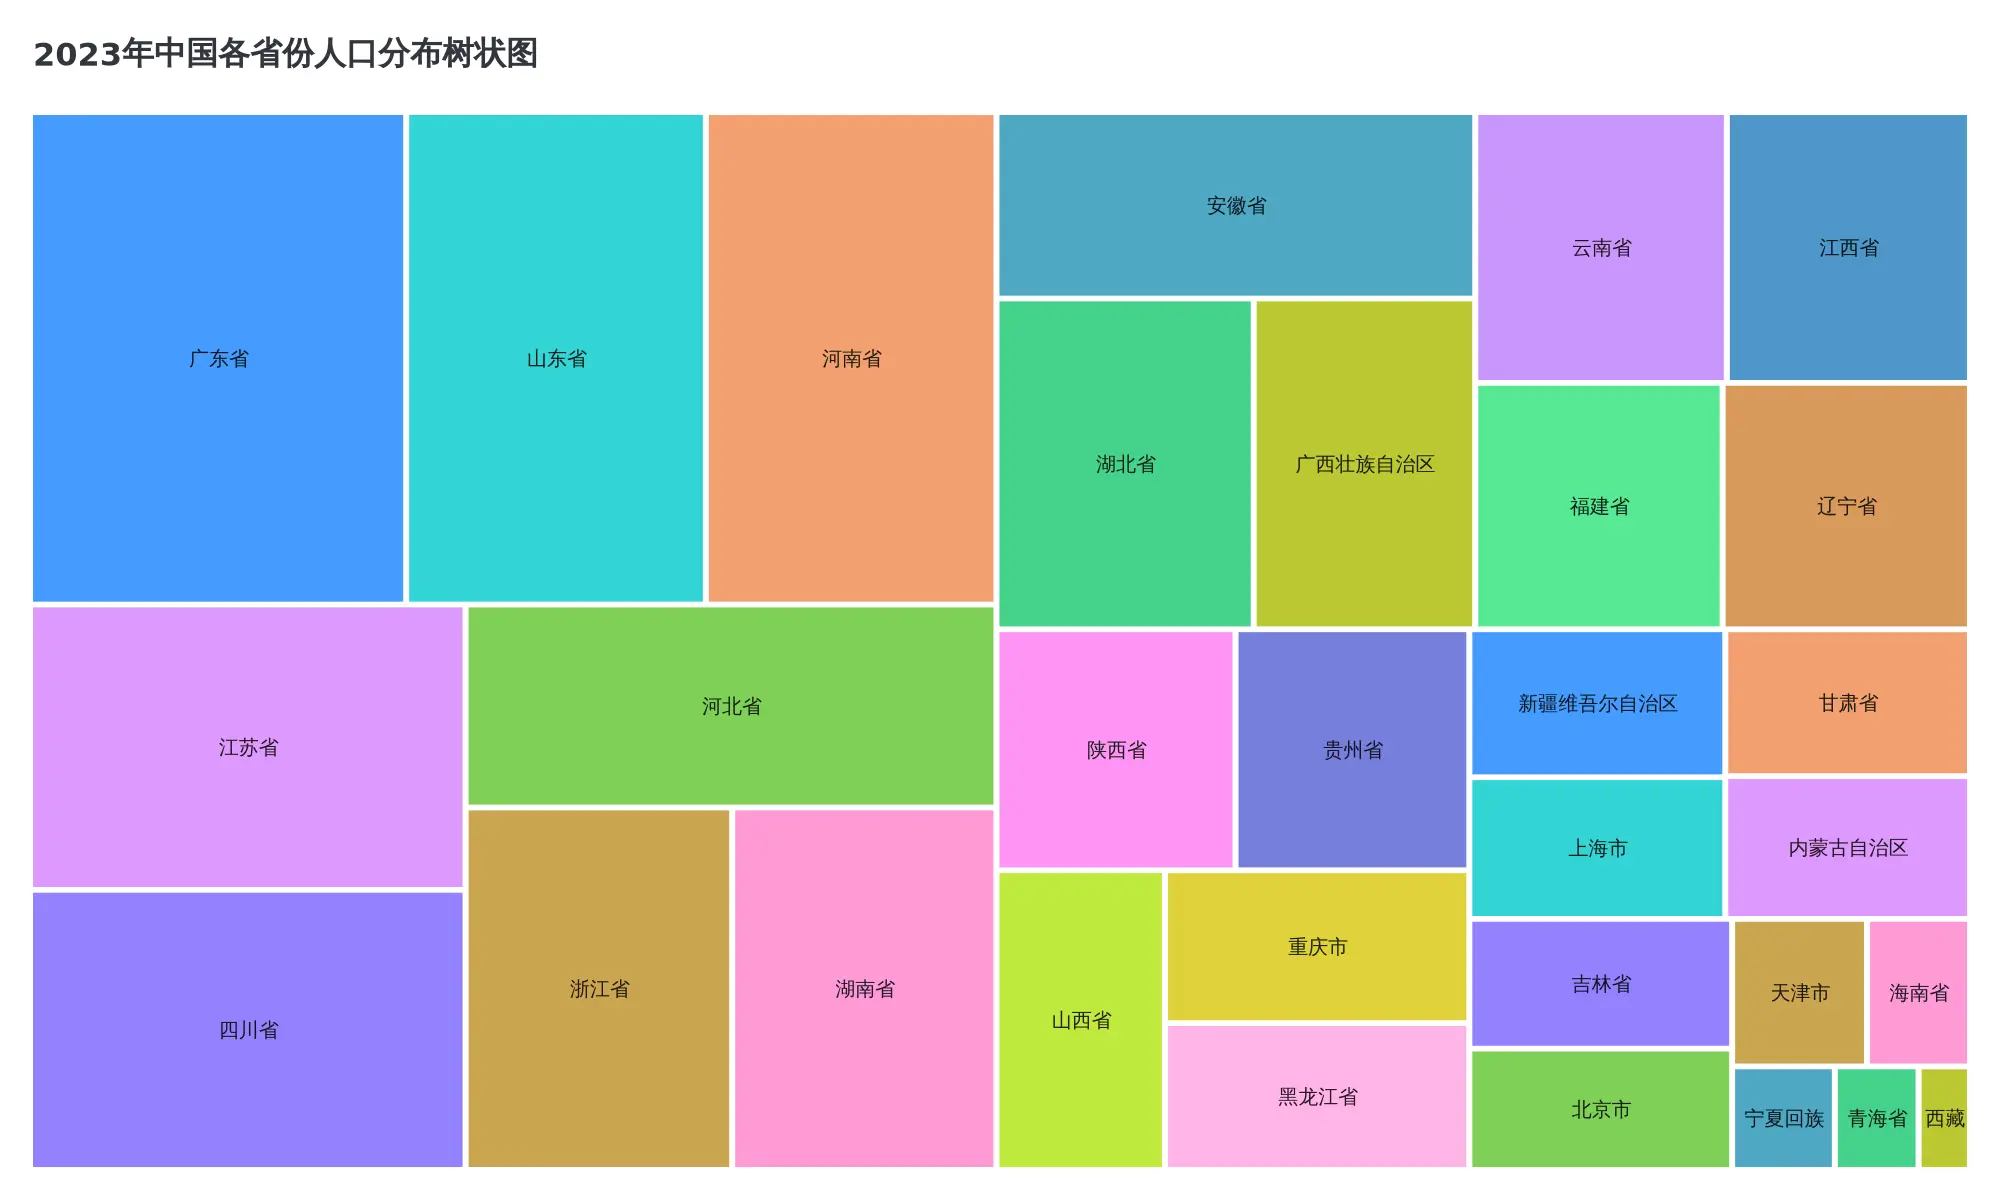 2023年中国各省份人口分布树状图
广东省
山东省
河南省
安徽省
云南省
江西省
湖北省
广西壮族自治区
福建省
辽宁省
江苏省
河北省
陕西省
贵州省
新疆维吾尔自治区
甘肃省
上海市
内蒙古自治区
四川省
浙江省
湖南省
山西省
重庆市
黑龙江省
吉林省
天津市
海南省
北京市
宁夏回族
青海省
西藏